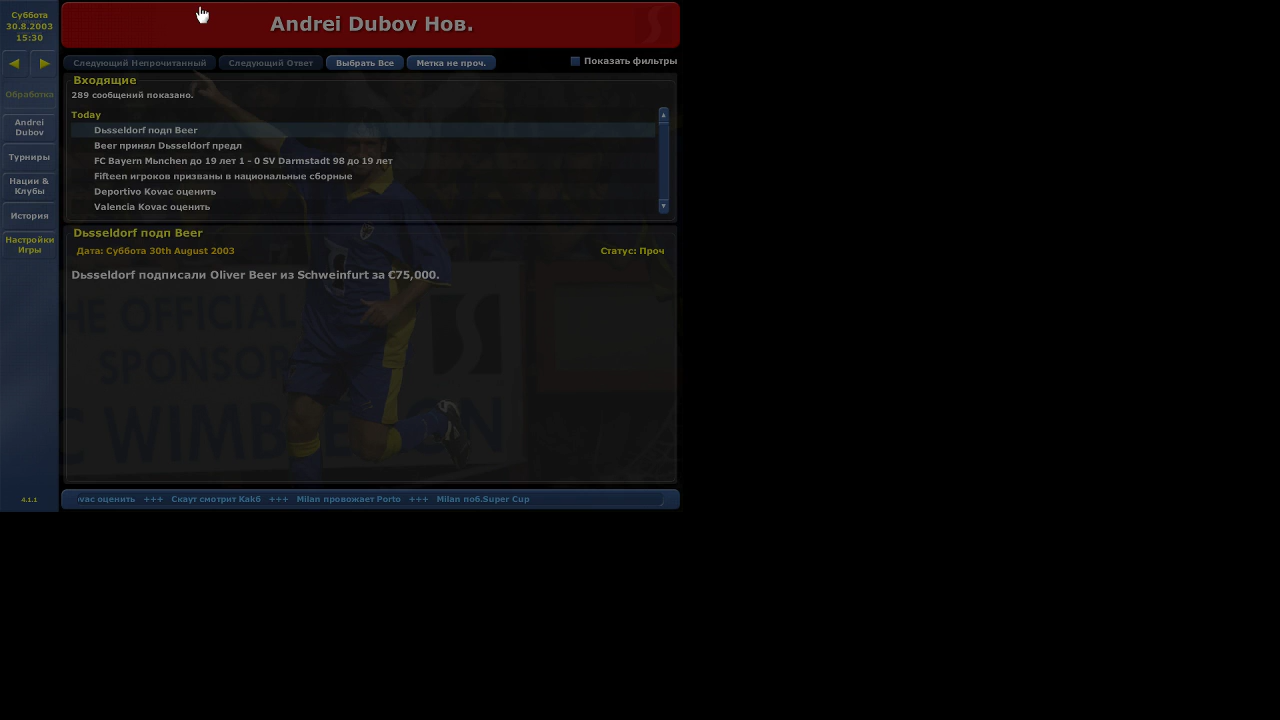 Суббота
30.8.2003
15:30
Andrei Dubov Нов.
Следующий Непрочитанный
Следующий Ответ
Выбрать Все
Метка не проч.
Показать фильтры
Обработка
Andrei
Dubov
Турниры
Нации &
Клубы
История
Настройки
Игры
4.1.1
Входящие
289 сообщений показано.
Today
Dьsseldorf подп Beer
Beer принял Dьsseldorf предл
FC Bayern Mьnchen до 19 лет 1 - 0 SV Darmstadt 98 до 19 лет
Fifteen игроков призваны в национальные сборные
Deportivo Kovac оценить
Valencia Kovac оценить
Dьsseldorf подп Beer
Дата: Суббота 30th August 2003
Статус: Проч
Dьsseldorf подписали Oliver Beer из Schweinfurt за €75,000.
HE OFFICIAL
SPONSOR
C WIMB
ovac оценить +++ Скаут смотрит Kakб +++ Milan провожает Porto +++ Milan поб.Super Cup